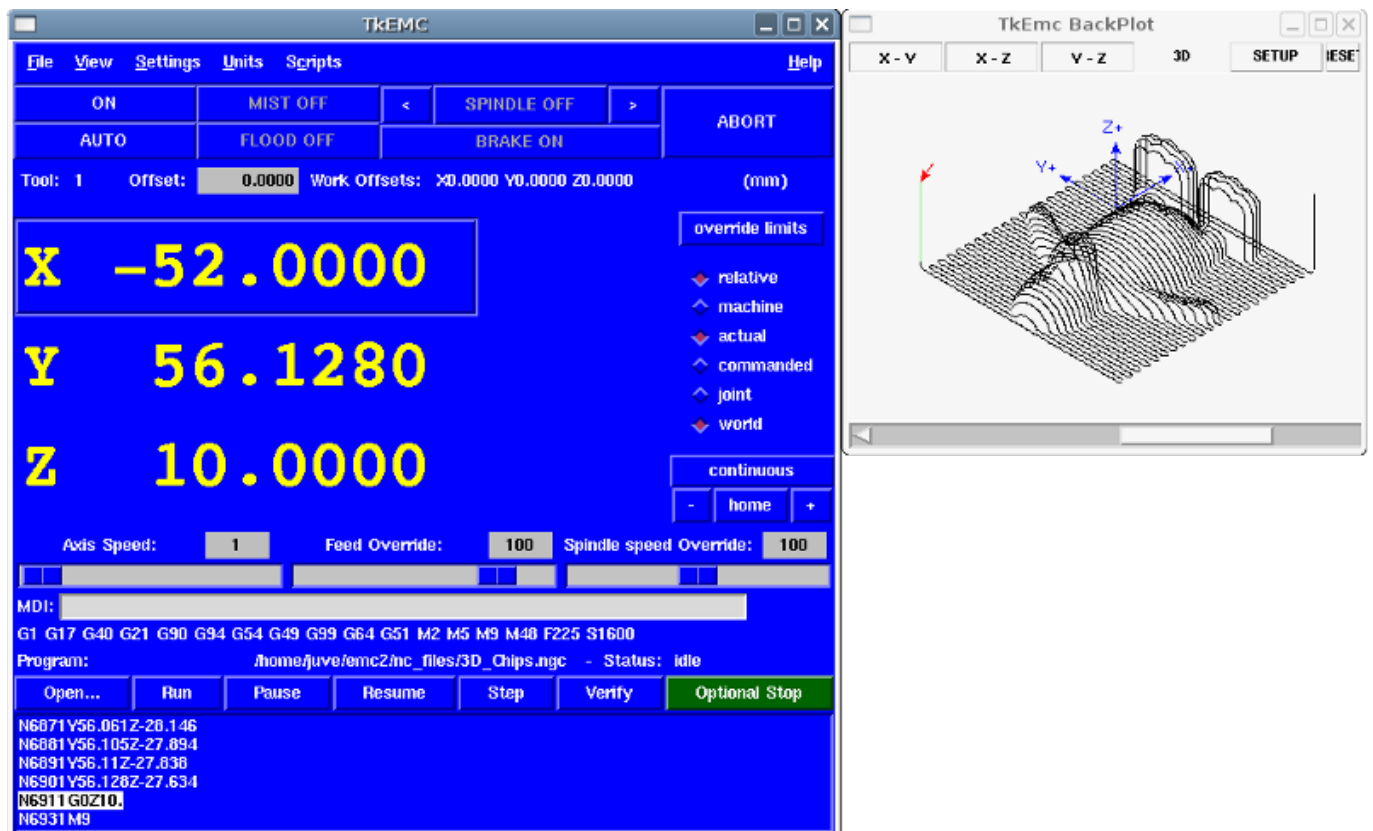 TkEMC
File View Settings Units Scripts Help
ON MIST OFF < SPINDLE OFF > ABORT
AUTO FLOOD OFF BRAKE ON
Tool: 1 Offset: 0.0000 Work Offsets: X0.0000 Y0.0000 Z0.0000 (mm)
override limits
X -52.0000
relative
machine
actual
Y 56.1280
commanded
joint
world
Z 10.0000
continuous
- home +
Axis Speed: 1 Feed Override: 100 Spindle speed Override: 100
MDI:
G1 G17 G40 G21 G90 G94 G54 G49 G99 G64 G51 M2 M5 M9 M48 F225 S1600
Program: /home/juve/emc2/nc_files/3D_Chips.ngc - Status: idle
Open... Run Pause Resume Step Verify Optional Stop
N6871Y56.061Z-28.146
N6881Y56.105Z-27.894
N6891Y56.11Z-27.838
N6901Y56.128Z-27.634
N6911G0Z10.
N6931M9
TkEmc BackPlot
X - Y X - Z Y - Z 3D SETUP
Z+
Y+